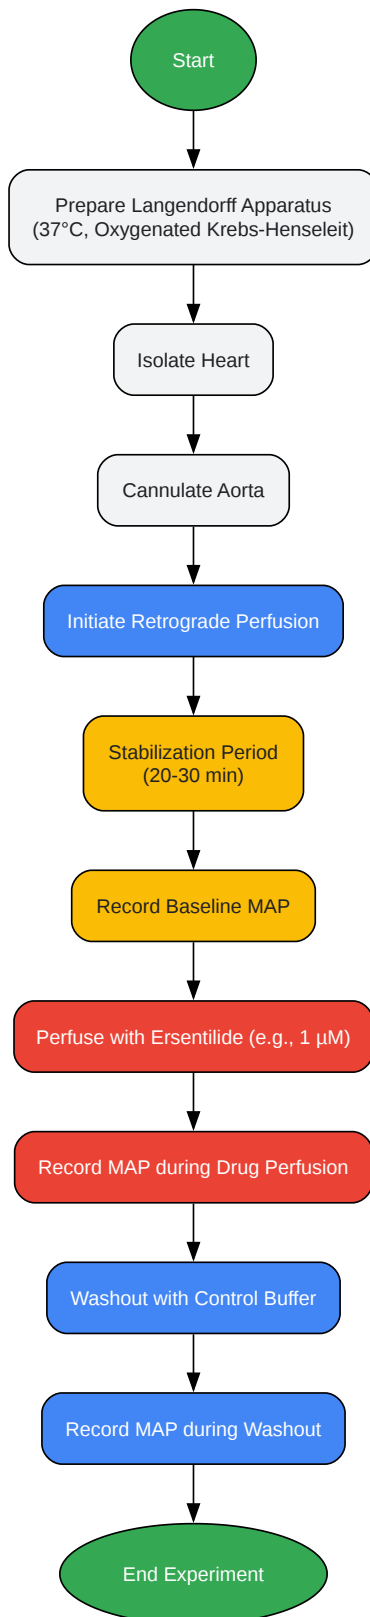 Start
Prepare Langendorff Apparatus
(37°C, Oxygenated Krebs-Henseleit)
Isolate Heart
Cannulate Aorta
Initiate Retrograde Perfusion
Stabilization Period
(20-30 min)
Record Baseline MAP
Perfuse with Ersentilide (e.g., 1 µM)
Record MAP during Drug Perfusion
Washout with Control Buffer
Record MAP during Washout
End Experiment